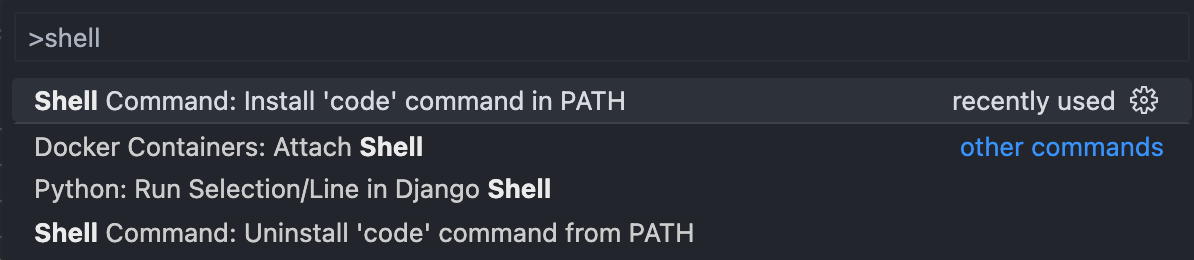 >shell
Shell Command: Install 'code' command in PATH recently used
Docker Containers: Attach Shell other commands
Python: Run Selection/Line in Django Shell
Shell Command: Uninstall 'code' command from PATH